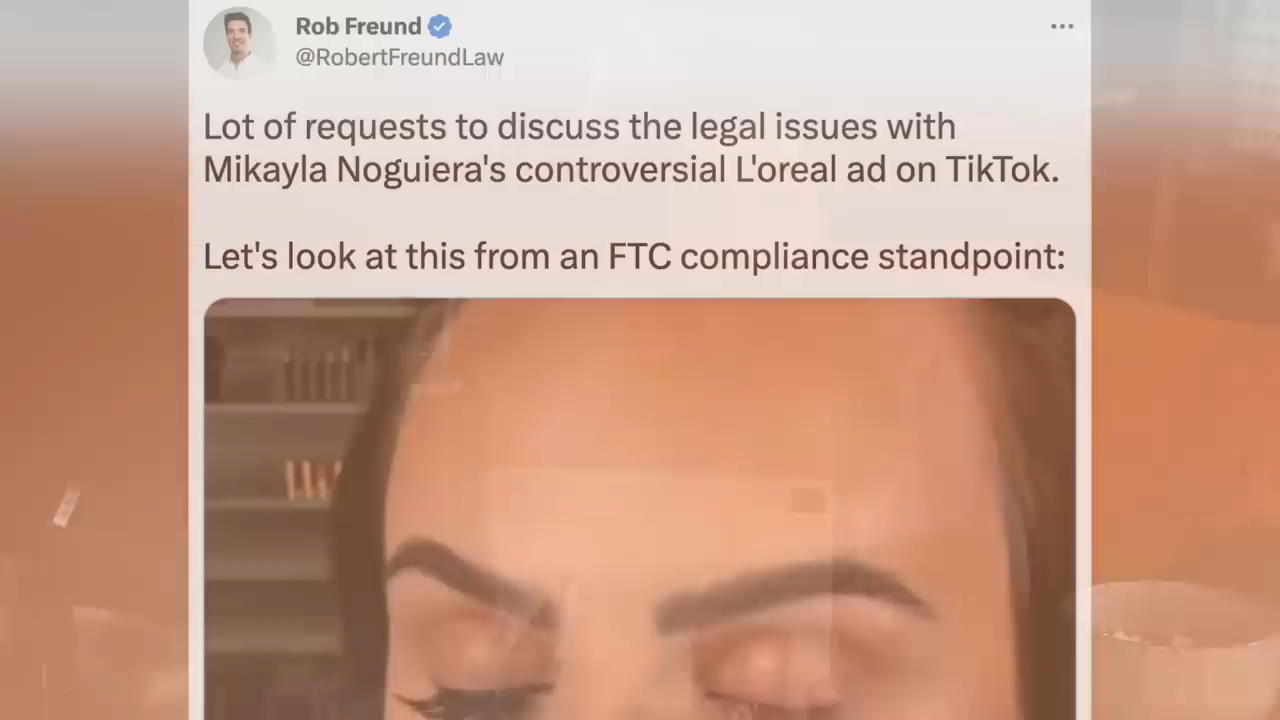 Rob Freund
@RobertFreundLaw
Lot of requests to discuss the legal issues with
Mikayla Noguiera's controversial L'oreal ad on TikTok.
Let's look at this from an FTC compliance standpoint: